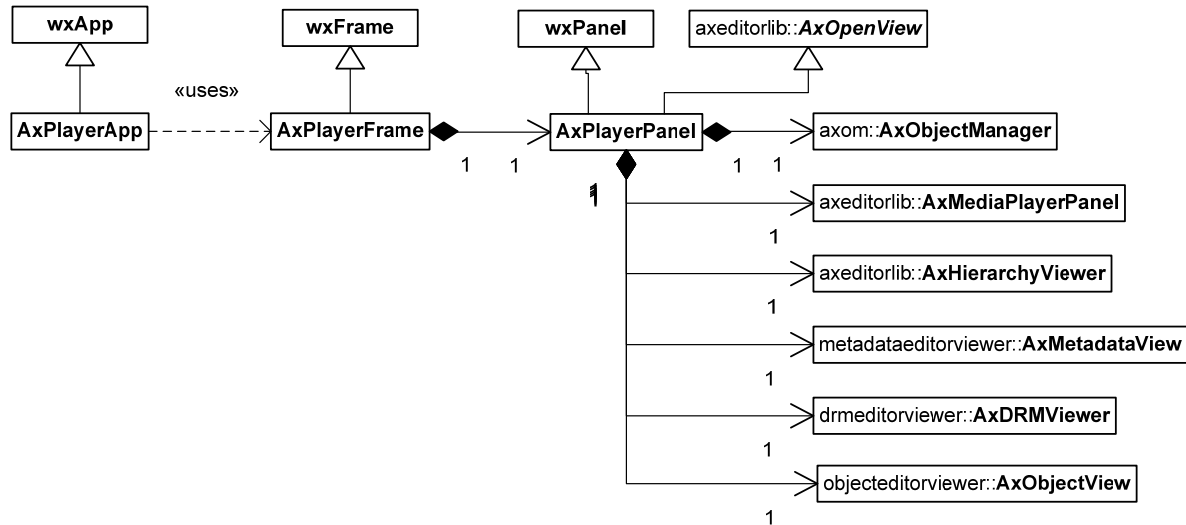 wxApp
wxFrame
wxPanel
axeditorlib::AxOpenView
«uses»
AxPlayerApp
AxPlayerFrame
AxPlayerPanel
axom::AxObjectManager
1
1
1
1
1
axeditorlib::AxMediaPlayerPanel
1
axeditorlib::AxHierarchyViewer
1
metadataeditorviewer::AxMetadataView
1
drmeditorviewer::AxDRMViewer
1
objecteditorviewer::AxObjectView
1